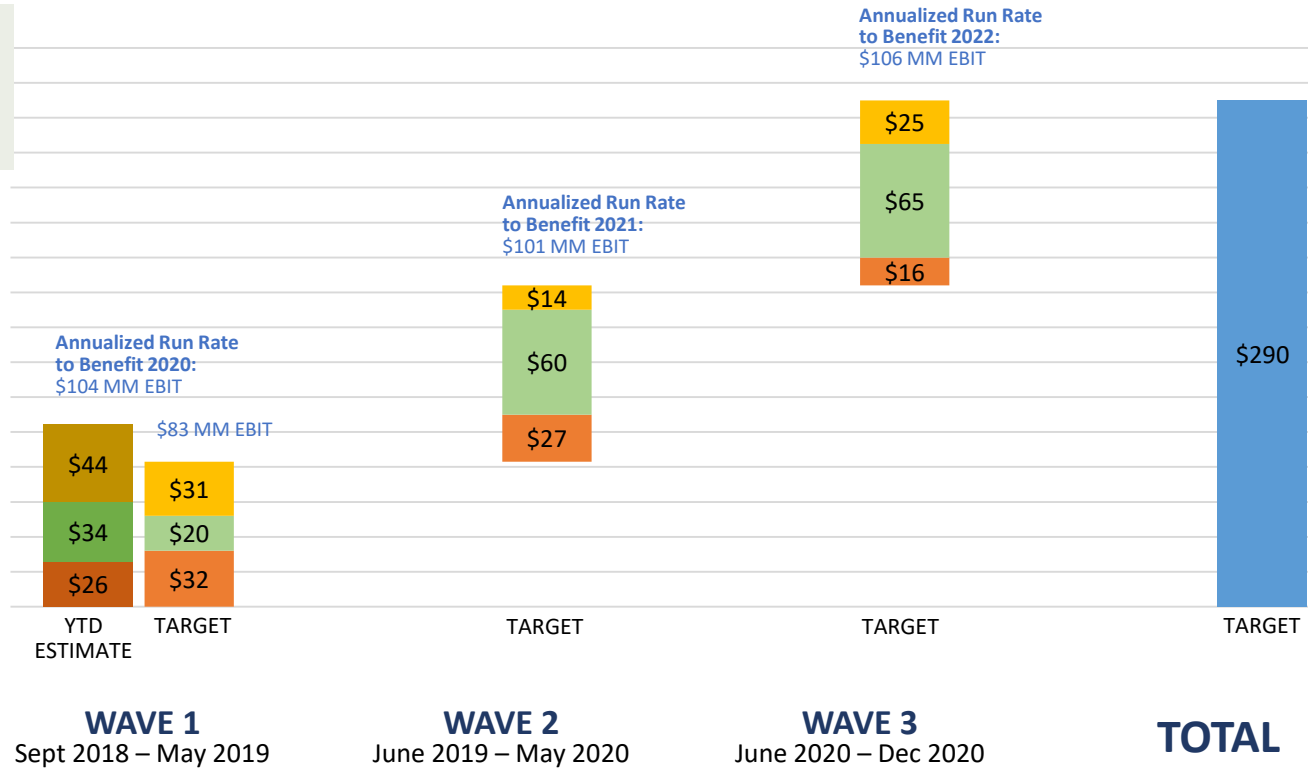 Annualized Run Rate
to Benefit 2022:
$106 MM EBIT
$25
$65
$16
Annualized Run Rate
to Benefit 2021:
$101 MM EBIT
$14
$60
$27
Annualized Run Rate
to Benefit 2020:
$104 MM EBIT
$83 MM EBIT
$44
$34
$26
$31
$20
$32
$290
YTD
ESTIMATE
TARGET
TARGET
TARGET
TARGET
WAVE 1
Sept 2018 – May 2019
WAVE 2
June 2019 – May 2020
WAVE 3
June 2020 – Dec 2020
TOTAL